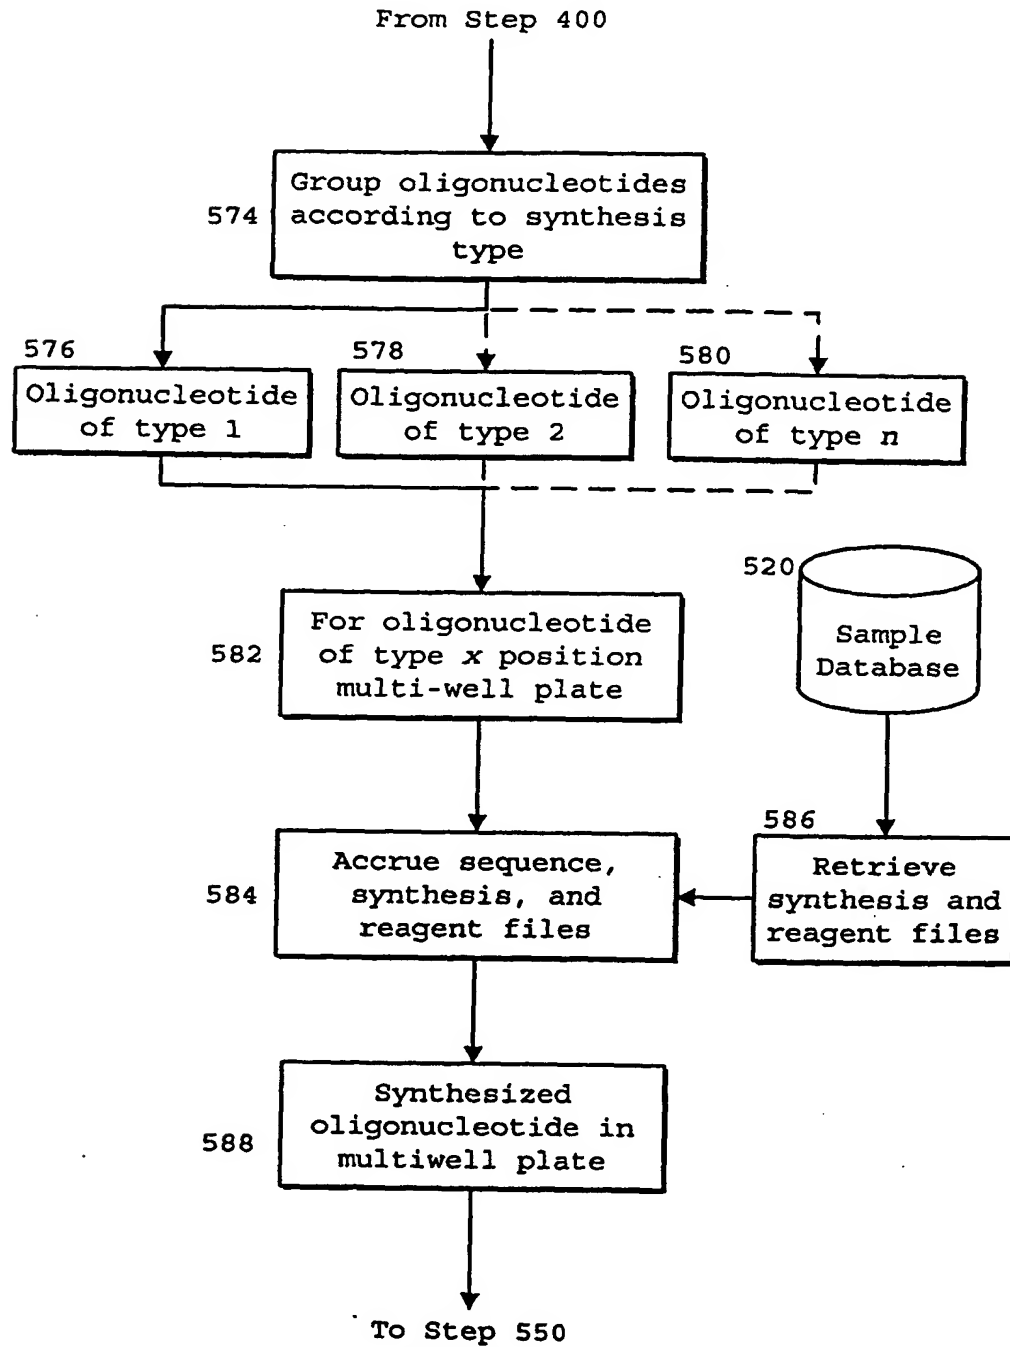 From Step 400
Group oligonucleotides
574
according to synthesis
type
576
578
580
Oligonucleotide
of type 1
Oligonucleotide
of type 2
Oligonucleotide
of type n
520
Sample
Database
For oligonucleotide
582
of type x position
multi-well plate
586
Accrue sequence,
584
synthesis, and
reagent files
Retrieve
synthesis and
reagent files
Synthesized
588
oligonucleotide in
multiwell plate
To Step 550